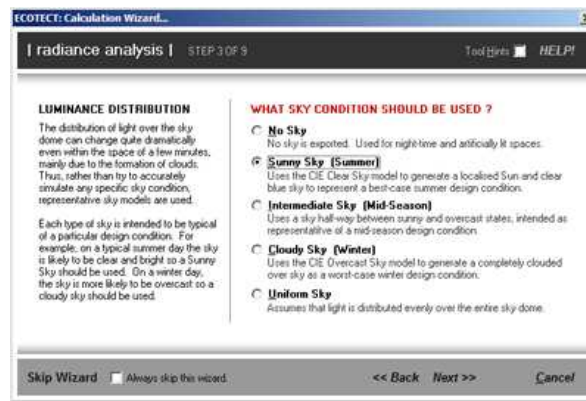 ECOTECT: Calculation Wizard...
| radiance analysis | STEP 3 OF 9 Tool Hints HELP!
LUMINANCE DISTRIBUTION
The distribution of light over the sky
dome can change quite dramatically
even within the space of a few minutes,
mainly due to the formation of clouds.
Thus, rather than try to accurately
simulate any specific sky condition,
representative sky models are used.
Each type of sky is intended to be typical
of a particular design condition. For
example, on a typical summer day the sky
is likely to be clear and bright so a Sunny
Sky should be used. On a winter day,
the sky is more likely to be overcast so a
cloudy sky should be used.
WHAT SKY CONDITION SHOULD BE USED ?
No Sky
No sky is exported. Used for night-time and artificially lit spaces.
Sunny Sky (Summer)
Uses the CIE Clear Sky model to generate a localised Sun and clear
blue sky to represent a best-case summer design condition.
Intermediate Sky (Mid-Season)
Uses a sky half-way between sunny and overcast states, intended as
representative of a mid-season design condition.
Cloudy Sky (Winter)
Uses the CIE Overcast Sky model to generate a completely clouded
over sky as a worst-case winter design condition.
Uniform Sky
Assumes that light is distributed evenly over the entire sky dome.
Skip Wizard Always skip this wizard. << Back Next >> Cancel